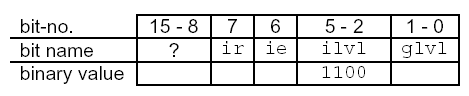 bit-no. 15 - 8 7 6 5 - 2 1 - 0
bit name ? ir ie ilvl glvl
binary value 1100